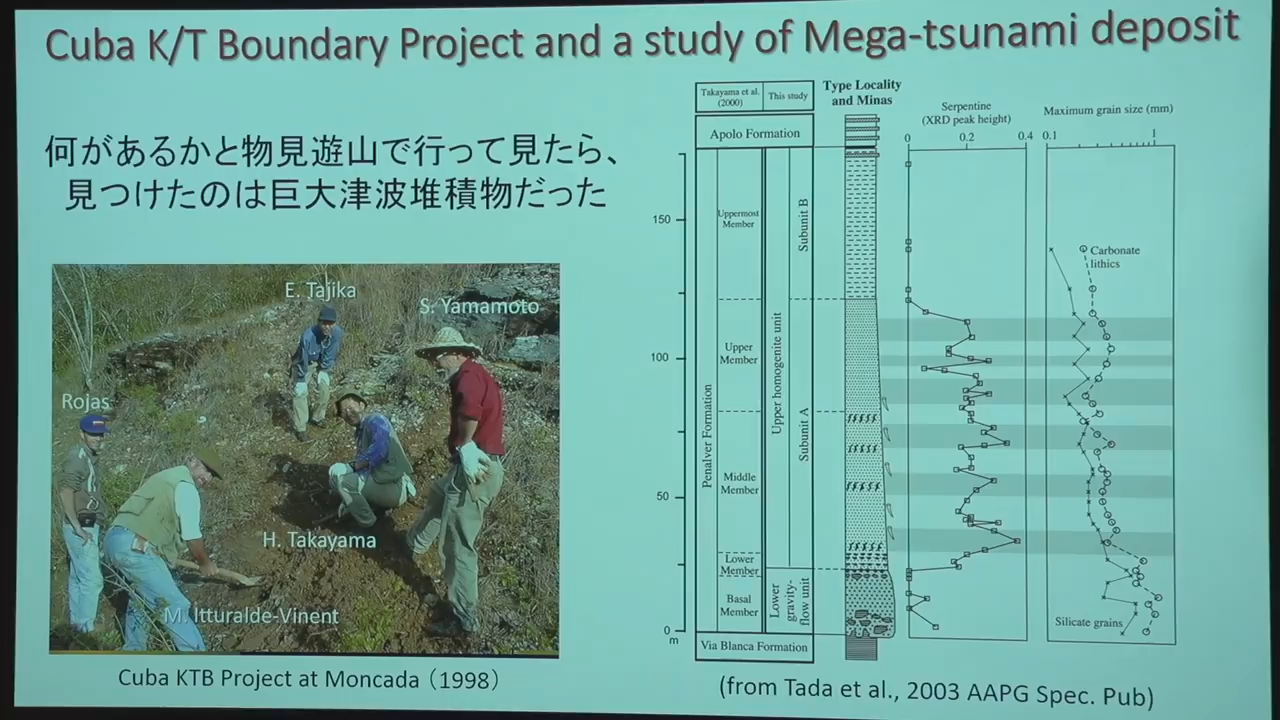 Cuba K/T Boundary Project and a study of Mega-tsunami deposit
何があるかと物見遊山で行って見たら、
見つけたのは巨大津波堆積物だった
E. Tajika
S. Yamamoto
Rojas
H. Takayama
M. Itturalde-Vinent
Cuba KTB Project at Moncada（1998）
Takayama et al.
(2000)
This study
Type Locality
and Minas
Serpentine
(XRD peak height)
0 0.2 0.4
Maximum grain size (mm)
0.1 1
Apolo Formation
150
100
50
0
m
Penalver Formation
Uppermost
Member
Upper
Member
Middle
Member
Lower
Member
Basal
Member
Upper homogenite unit
Lower
gravity-
flow unit
Subunit B
Subunit A
Carbonate
lithics
Silicate grains
Via Blanca Formation
(from Tada et al., 2003 AAPG Spec. Pub)